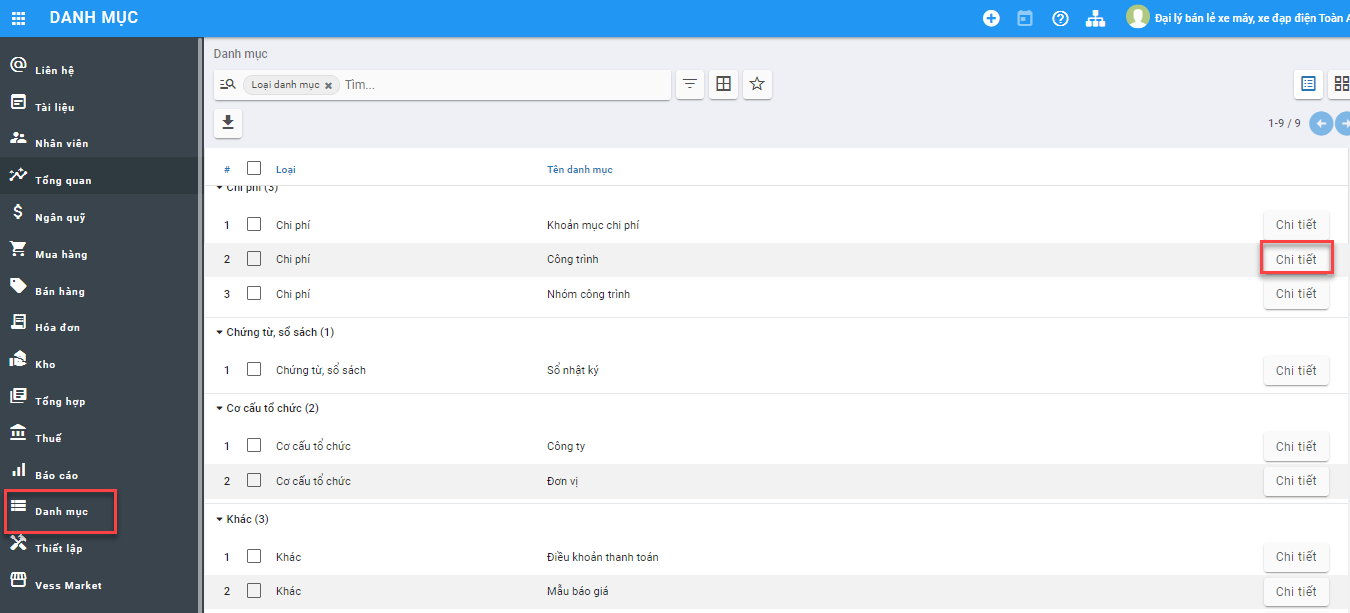 DANH MỤC
Đại lý bán lẻ xe máy, xe đạp điện Toàn
Liên hệ
Tài liệu
Nhân viên
Tổng quan
Ngân quỹ
Mua hàng
Bán hàng
Hóa đơn
Kho
Tổng hợp
Thuế
Báo cáo
Danh mục
Thiết lập
Vess Market
Danh mục
Loại danh mục × Tìm...
1-9 / 9
# Loại Tên danh mục
Chi phí (3)
1 Chi phí Khoản mục chi phí Chi tiết
2 Chi phí Công trình Chi tiết
3 Chi phí Nhóm công trình Chi tiết
Chứng từ, sổ sách (1)
1 Chứng từ, sổ sách Sổ nhật ký Chi tiết
Cơ cấu tổ chức (2)
1 Cơ cấu tổ chức Công ty Chi tiết
2 Cơ cấu tổ chức Đơn vị Chi tiết
Khác (3)
1 Khác Điều khoản thanh toán Chi tiết
2 Khác Mẫu báo giá Chi tiết